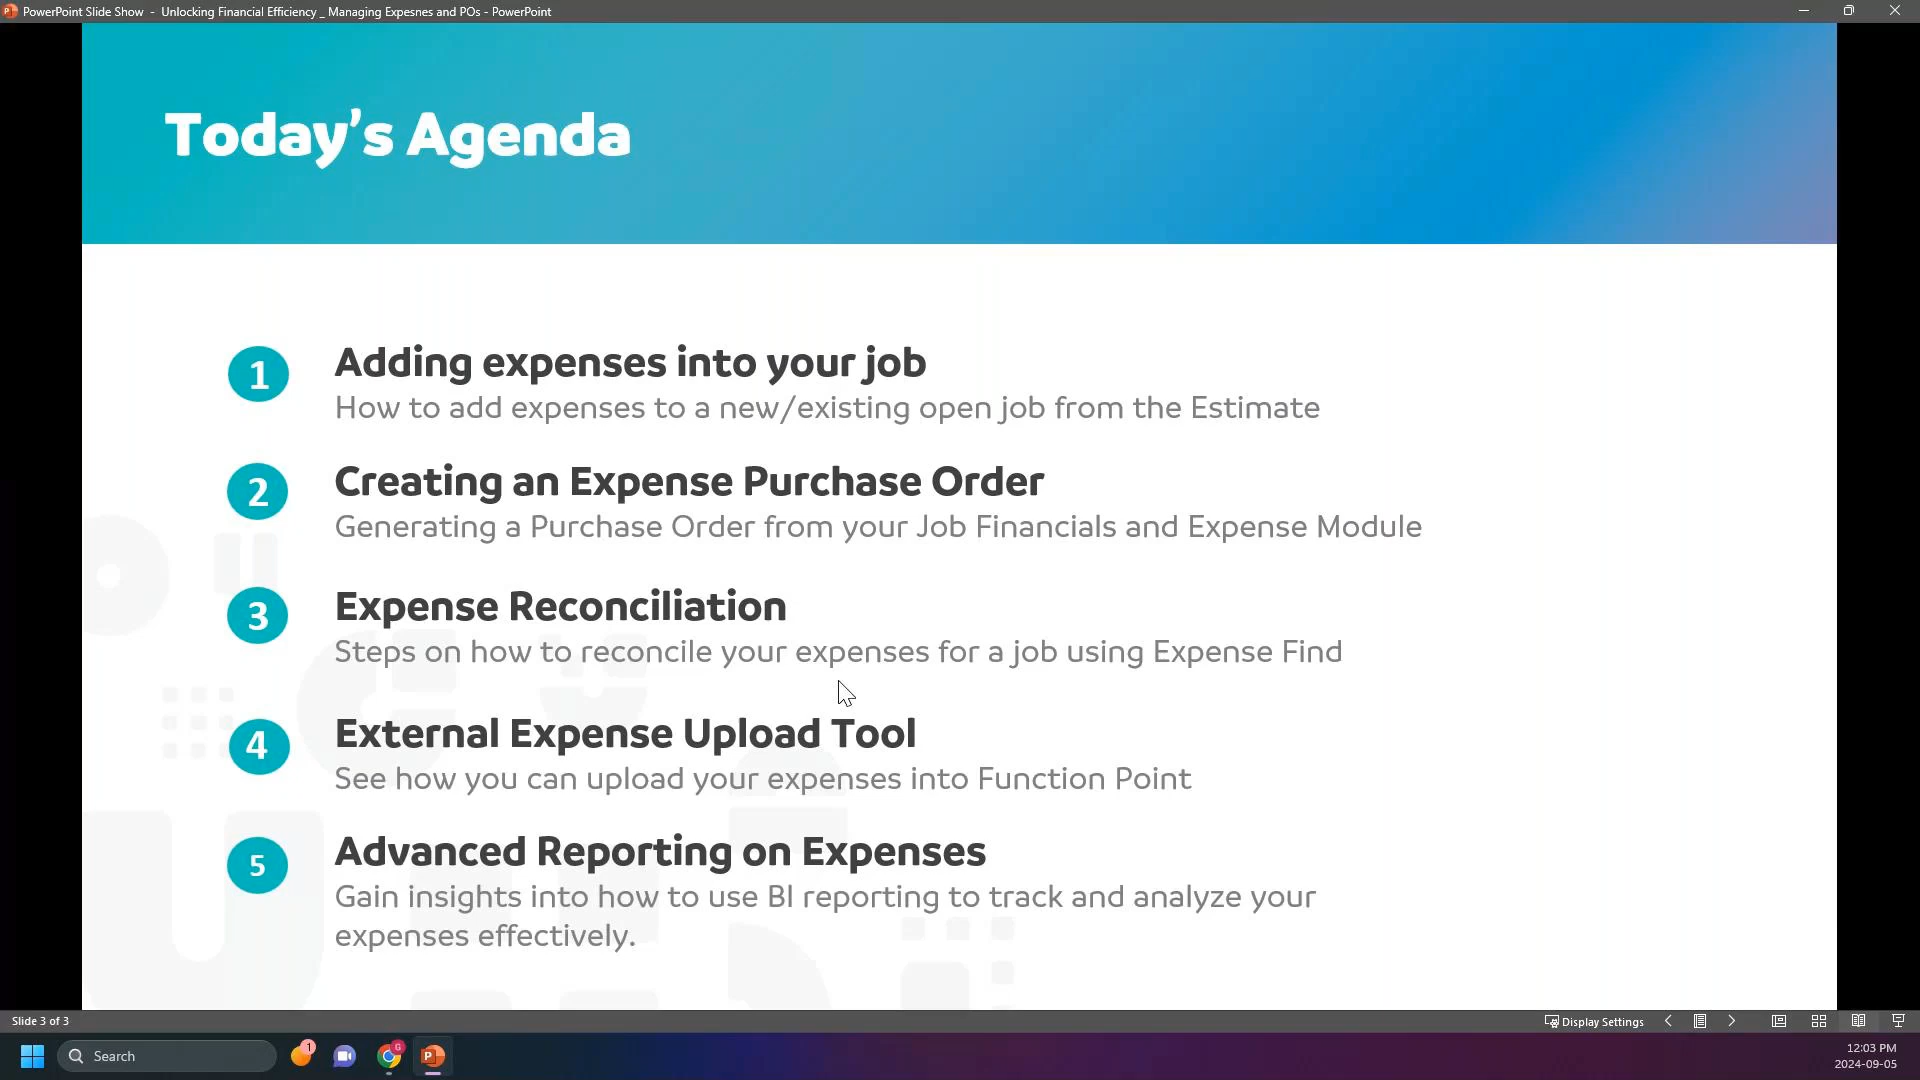 PowerPoint Slide Show - Unlocking Financial Efficiency _ Managing Expesnes and POs - PowerPoint
Today's Agenda
1
Adding expenses into your job
How to add expenses to a new/existing open job from the Estimate
2
Creating an Expense Purchase Order
Generating a Purchase Order from your Job Financials and Expense Module
3
Expense Reconciliation
Steps on how to reconcile your expenses for a job using Expense Find
4
External Expense Upload Tool
See how you can upload your expenses into Function Point
5
Advanced Reporting on Expenses
Gain insights into how to use BI reporting to track and analyze your
expenses effectively.
Slide 3 of 3
Display Settings
Search
1
G
P
12:03 PM
2024-09-05